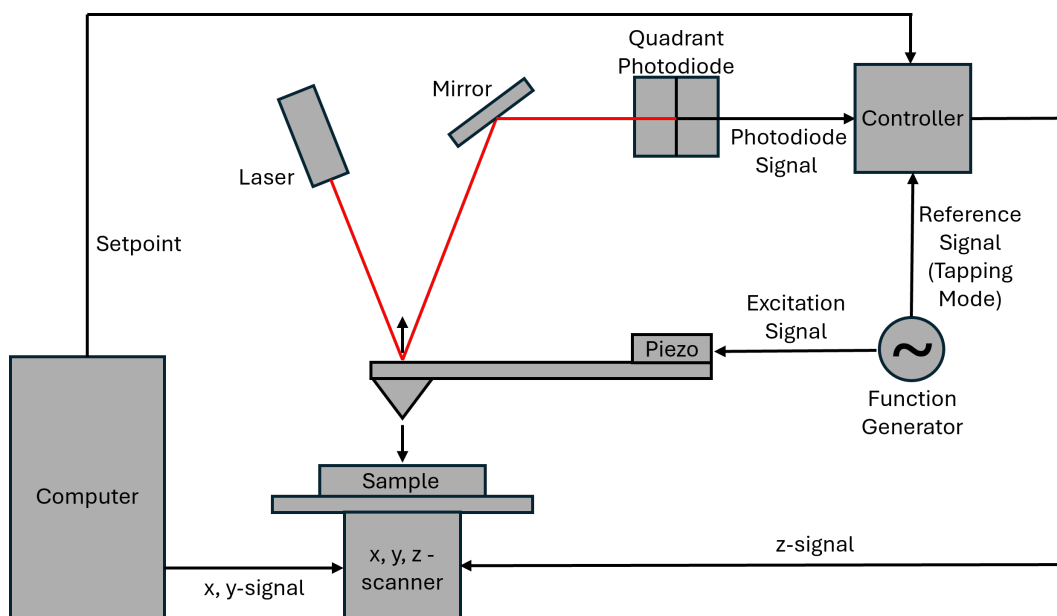 Quadrant
Photodiode
Mirror
Controller
Photodiode
Signal
Laser
Setpoint
Reference
Signal
(Tapping
Mode)
Excitation
Signal
Piezo
~
Function
Generator
Computer
Sample
x, y, z -
scanner
z-signal
x, y-signal